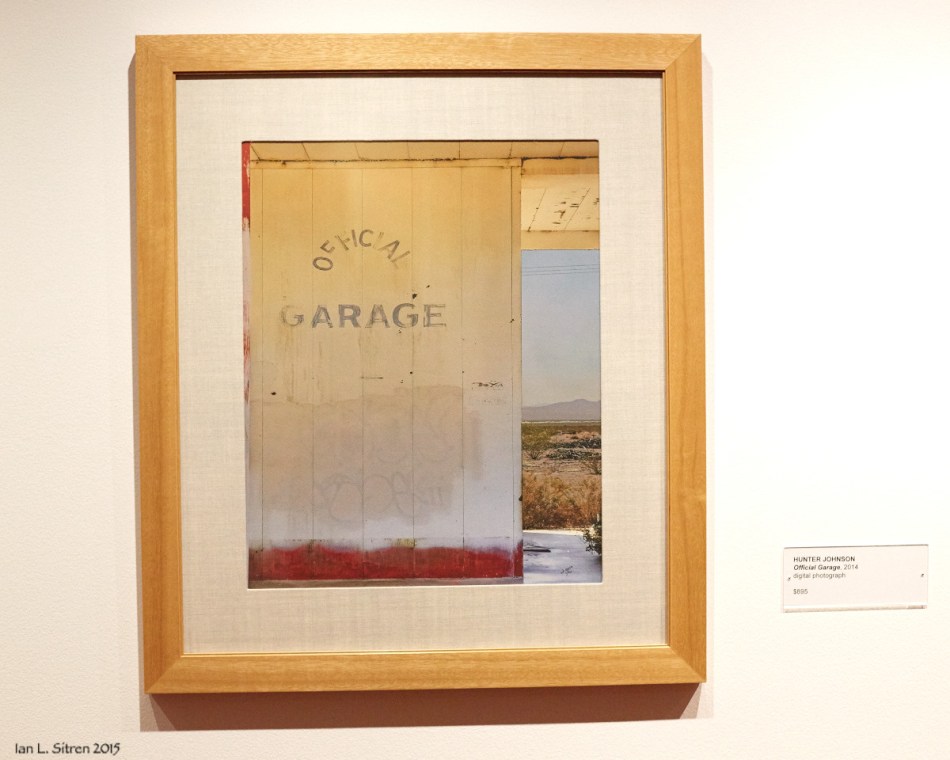 OFFICIAL
GARAGE
HUNTER JOHNSON
Official Garage, 2014
digital photograph
$695
Ian L. Sitren 2015